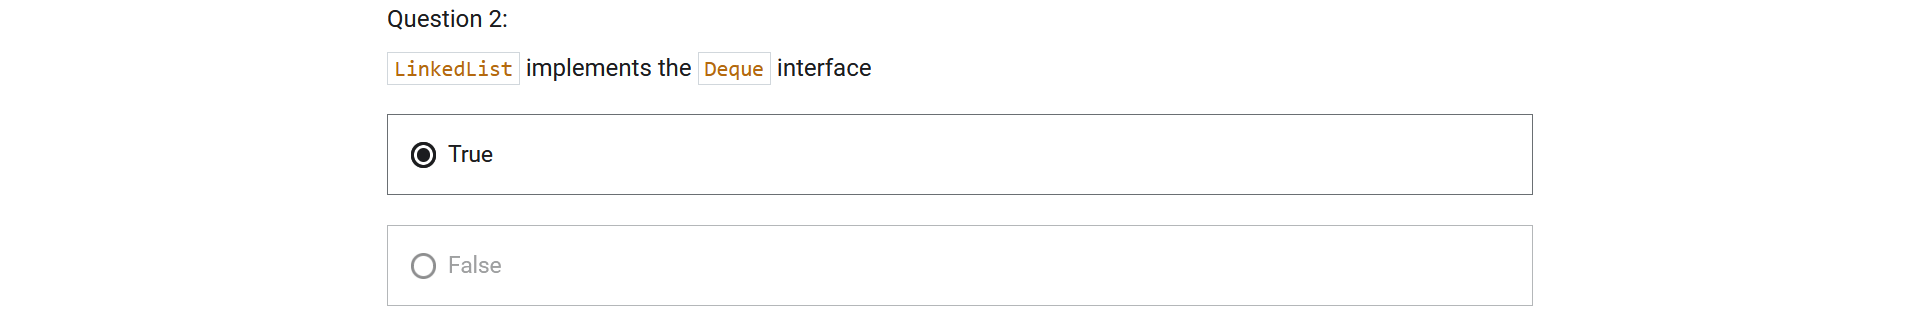 Question 2:
LinkedList implements the Deque interface
True
False